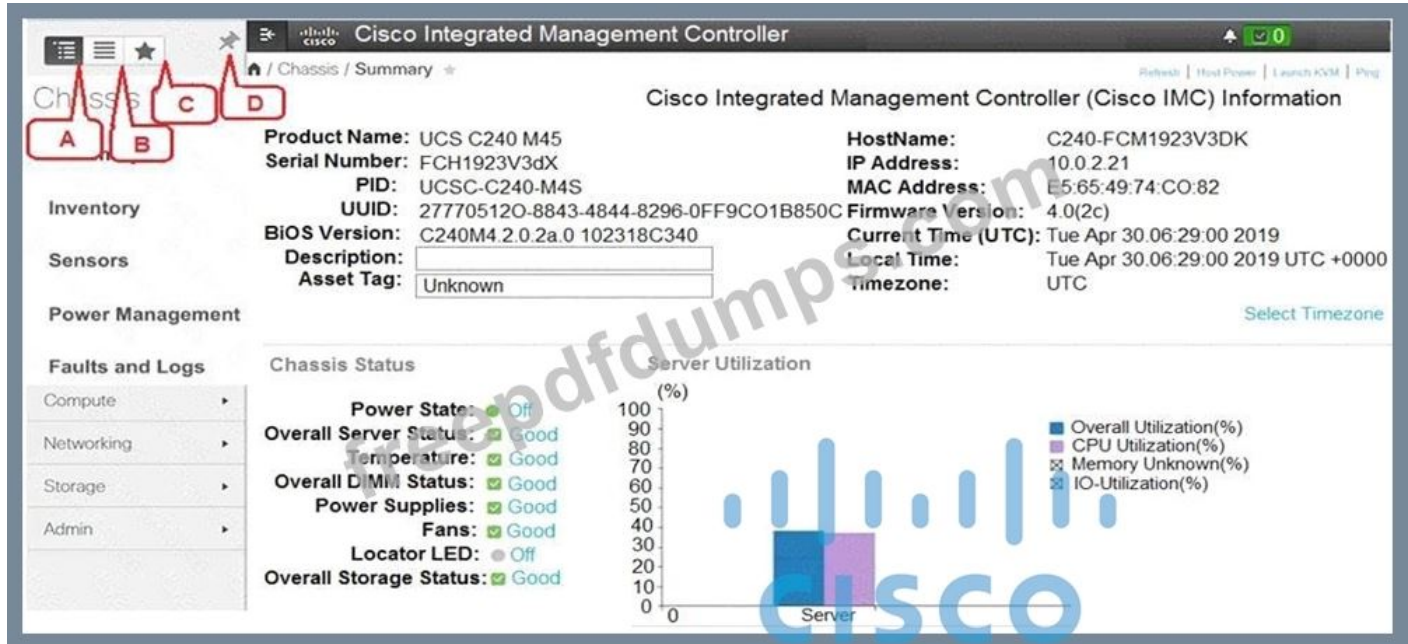 Cisco Integrated Management Controller
0
/ Chassis / Summary
Refresh | Host Power | Launch KVM | Ping
A
B
C
D
Cisco Integrated Management Controller (Cisco IMC) Information
Inventory
Sensors
Power Management
Faults and Logs
Compute
Networking
Storage
Admin
Product Name: UCS C240 M45
Serial Number: FCH1923V3dX
PID: UCSC-C240-M4S
UUID: 27770512O-8843-4844-8296-0FF9CO1B850C
BiOS Version: C240M4.2.0.2a.0 102318C340
Description:
Asset Tag: Unknown
HostName: C240-FCM1923V3DK
IP Address: 10.0.2.21
MAC Address: E5:65:49:74:CO:82
Firmware Version: 4.0(2c)
Current Time (UTC): Tue Apr 30.06:29:00 2019
Local Time: Tue Apr 30.06:29:00 2019 UTC +0000
Timezone: UTC
Select Timezone
Chassis Status
Power State: Off
Overall Server Status: Good
Temperature: Good
Overall DIMM Status: Good
Power Supplies: Good
Fans: Good
Locator LED: Off
Overall Storage Status: Good
Server Utilization
(%)
100
90
80
70
60
50
40
30
20
10
0
0
Server
Overall Utilization(%)
CPU Utilization(%)
Memory Unknown(%)
IO-Utilization(%)
freepdfdumps.com
CISCO